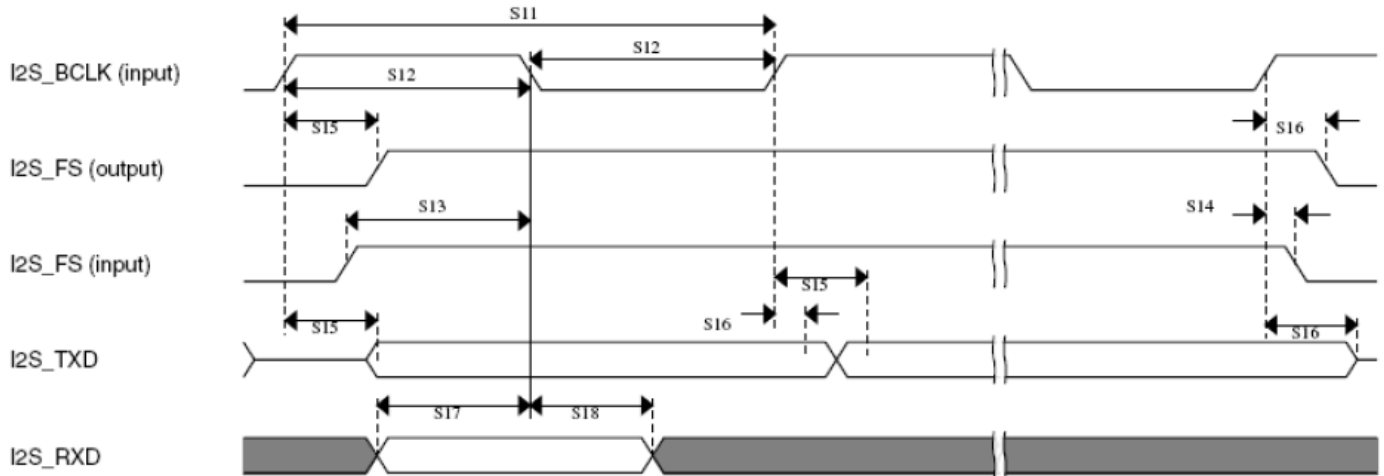 S11
I2S_BCLK (input)
S12
S12
S15
S16
I2S_FS (output)
S13
S14
I2S_FS (input)
S15
S15
S16
S16
I2S_TXD
S17
S18
I2S_RXD